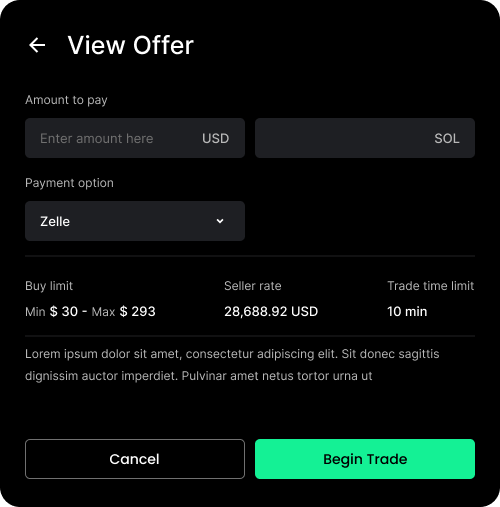 View Offer
Amount to pay
Enter amount here USD SOL
Payment option
Zelle
Buy limit Seller rate Trade time limit
Min $ 30 - Max $ 293 28,688.92 USD 10 min
Lorem ipsum dolor sit amet, consectetur adipiscing elit. Sit donec sagittis
dignissim auctor imperdiet. Pulvinar amet netus tortor urna ut
Cancel Begin Trade